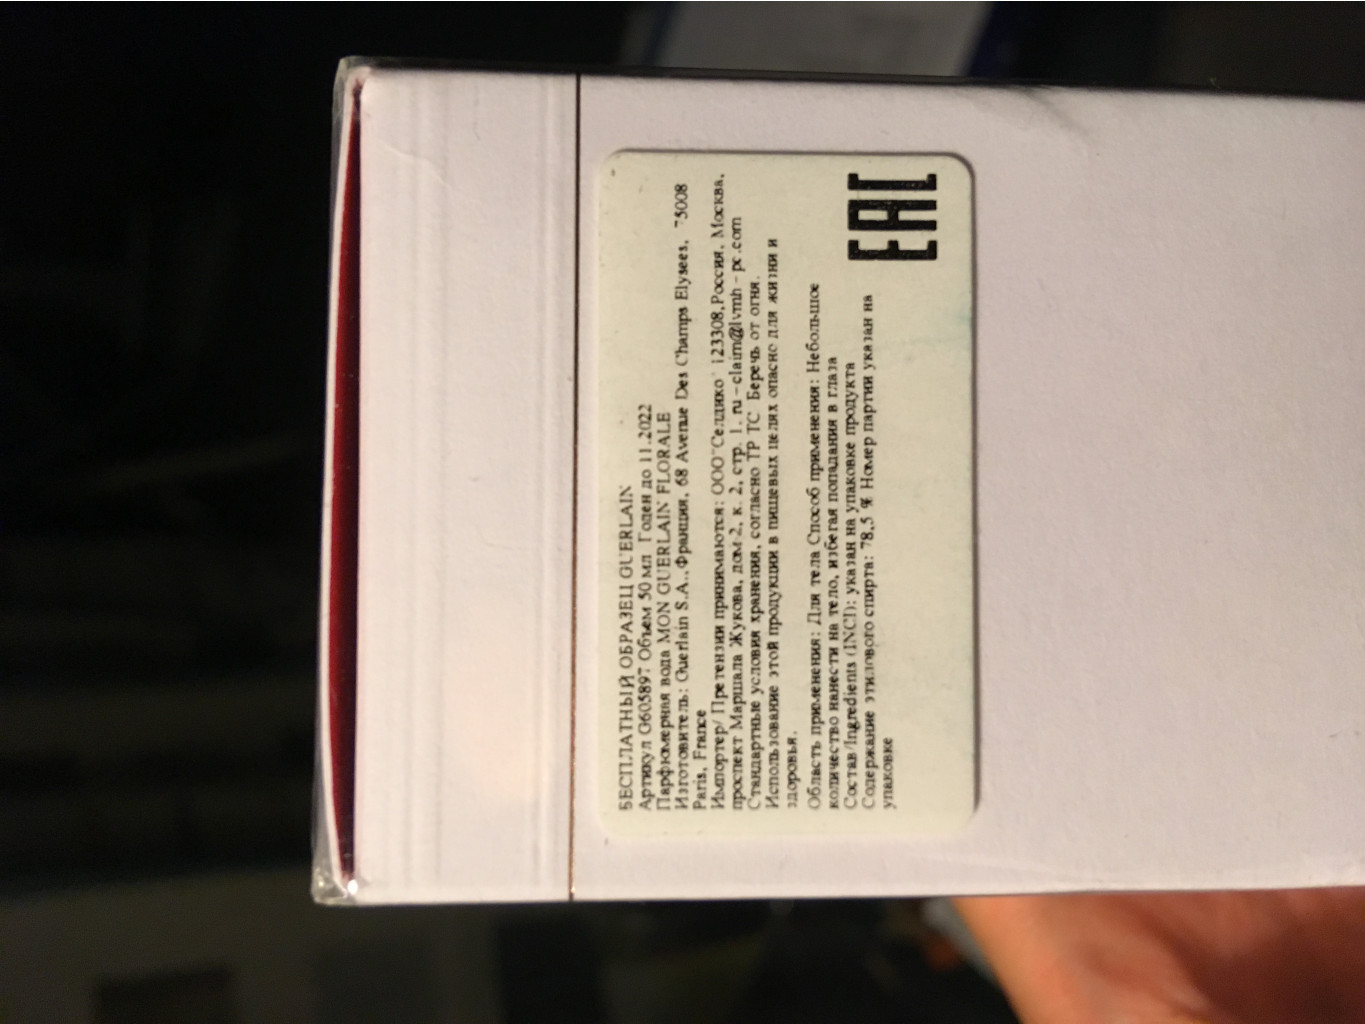 БЕСПЛАТНЫЙ ОБРАЗЕЦ GUERLAIN
Артикул G605897 Объем 50 мл Годен до 11.2022
Парфюмерная вода MON GUERLAIN FLORALE
Изготовитель: Guerlain S.A., Франция, 68 Avenue Des Champs Elysees, 75008
Paris, France
Импортер/ Претензии принимаются: ООО"Селдико" 123308,Россия, Москва,
проспект Маршала Жукова, дом 2, к. 2, стр. 1. ru-claim@lvmh-pc.com
Стандартные условия хранения, согласно ТР ТС Беречь от огня.
Использование этой продукции в пищевых целях опасно для жизни и
здоровья.
Область применения: Для тела Способ применения: Небольшое
количество нанести на тело, избегая попадания в глаза
Состав/Ingredients (INCI): указан на упаковке продукта
Содержание этилового спирта: 78,5 % Номер партии указан на
упаковке
EAC